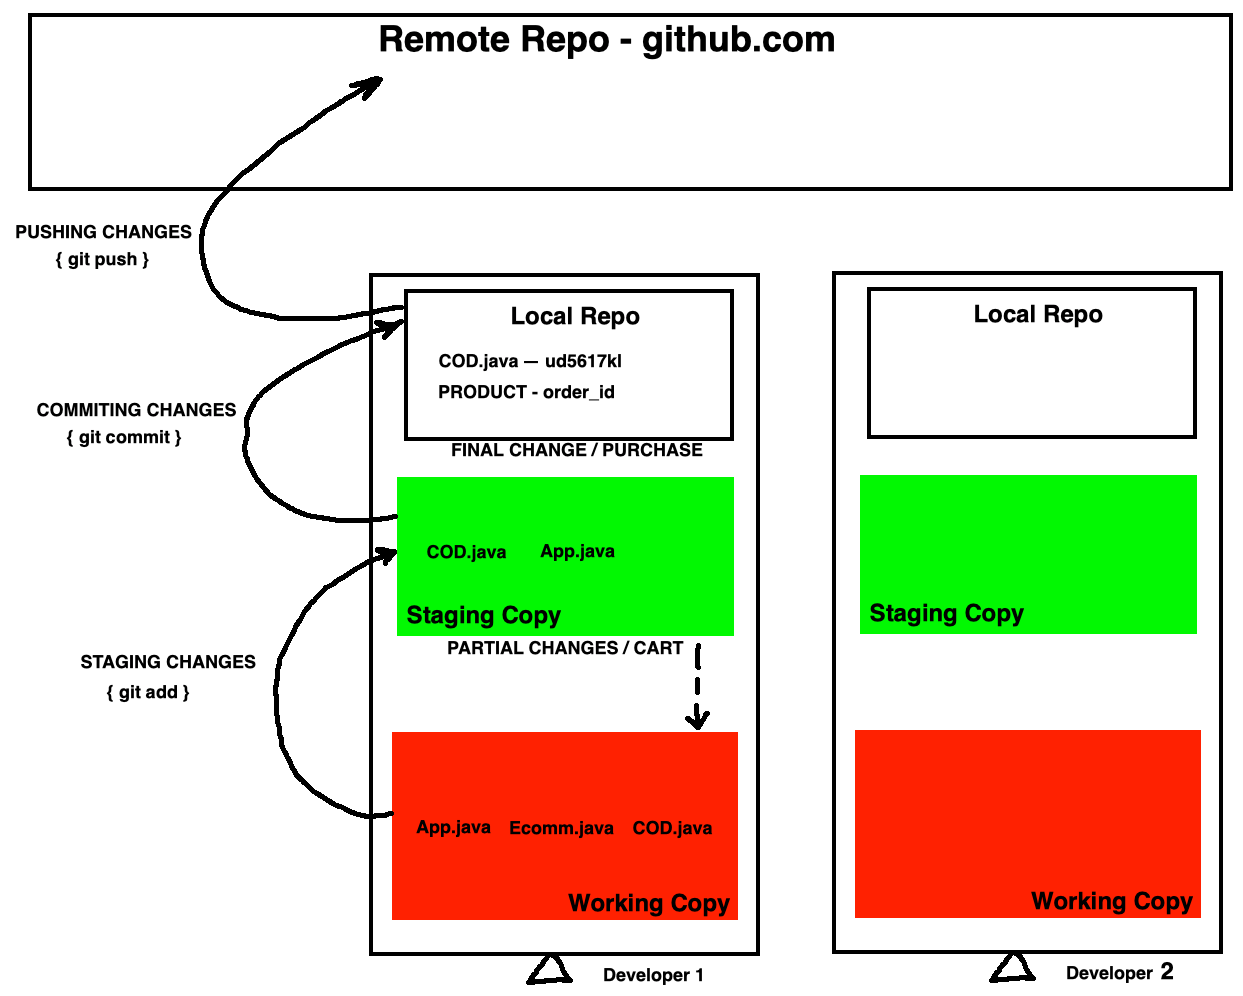 Remote Repo - github.com
PUSHING CHANGES
{ git push }
Local Repo
COD.java — ud5617kl
PRODUCT - order_id
COMMITING CHANGES
{ git commit }
FINAL CHANGE / PURCHASE
COD.java App.java
Staging Copy
PARTIAL CHANGES / CART
STAGING CHANGES
{ git add }
App.java Ecomm.java COD.java
Working Copy
Developer 1
Local Repo
Staging Copy
Working Copy
Developer 2